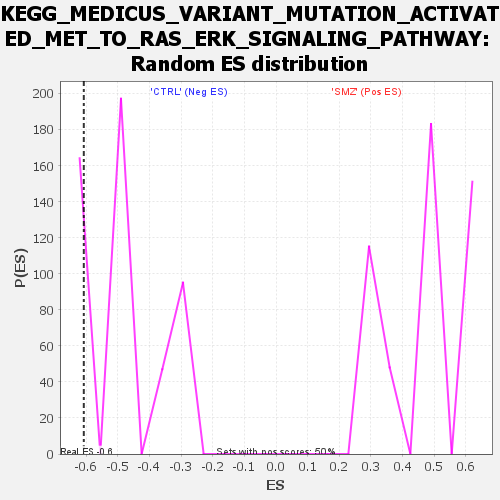 KEGG_MEDICUS_VARIANT_MUTATION_ACTIVAT
ED_MET_TO_RAS_ERK_SIGNALING_PATHWAY:
Random ES distribution
'CTRL' (Neg ES)
'SMZ' (Pos ES)
200
180
160
140
120
100
80
60
40
20
0
P(ES)
Real ES -0.6
Sets with pos scores: 50%
-0.6 -0.5 -0.4 -0.3 -0.2 -0.1 0.0 0.1 0.2 0.3 0.4 0.5 0.6
ES